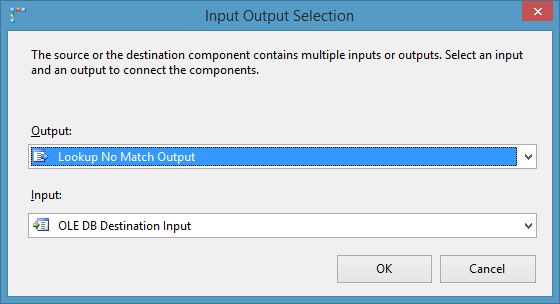 Input Output Selection
The source or the destination component contains multiple inputs or outputs. Select an input
and an output to connect the components.
Output:
Lookup No Match Output
Input:
OLE DB Destination Input
OK
Cancel